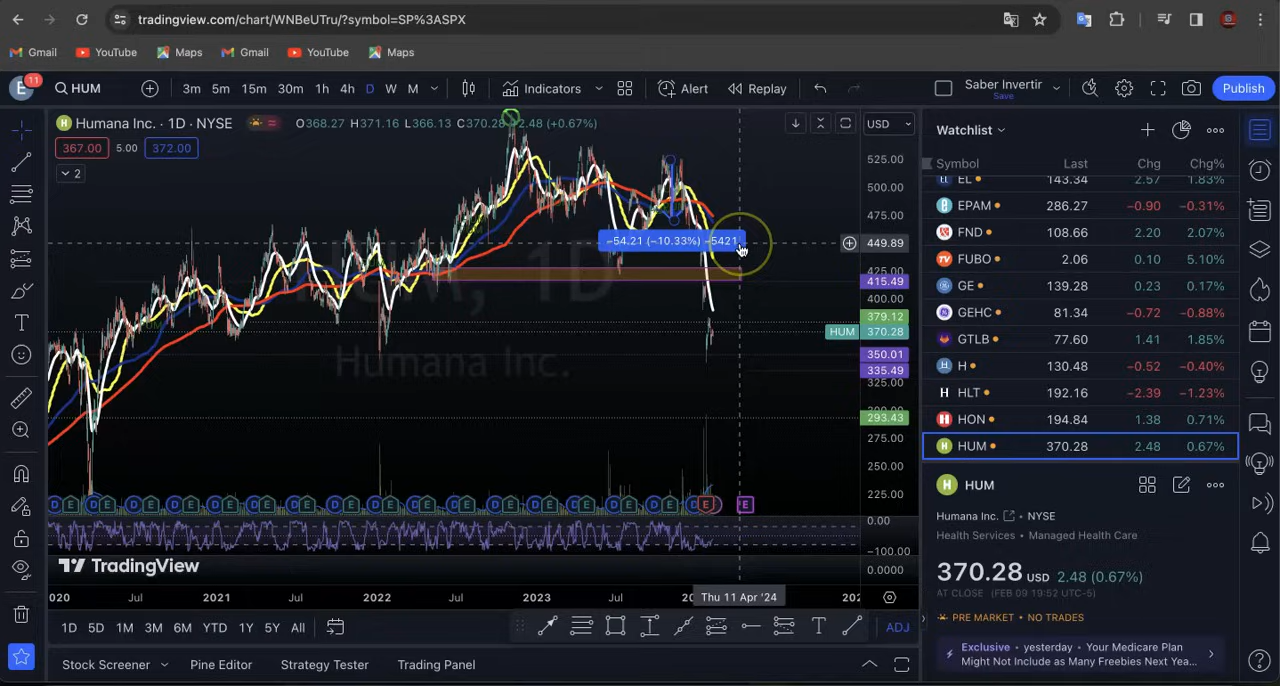 tradingview.com/chart/WNBeUTru/?symbol=SP%3ASPX
Gmail YouTube Maps Gmail YouTube Maps
E 11 HUM 3m 5m 15m 30m 1h 4h D W M Indicators Alert Replay Saber Invertir Save Publish
Humana Inc. · 1D · NYSE O368.27 H371.16 L366.13 C370.28 +2.48 (+0.67%) USD
367.00 5.00 372.00
2
525.00
500.00
475.00
−54.21 (−10.33%) −5421
449.89
425.00
415.49
400.00
379.12
HUM 370.28
350.01
335.49
325.00
293.43
275.00
250.00
225.00
0.00
−100.00
0.0000
HUM, 1D
Humana Inc.
TradingView
2021 Jul 2022 Jul 2023 Jul Thu 11 Apr '24
1D 5D 1M 3M 6M YTD 1Y 5Y All ADJ
Stock Screener Pine Editor Strategy Tester Trading Panel
Watchlist
Symbol Last Chg Chg%
EL 143.34 2.57 1.83%
EPAM 286.27 −0.90 −0.31%
FND 108.66 2.20 2.07%
FUBO 2.06 0.10 5.10%
GE 139.28 0.23 0.17%
GEHC 81.34 −0.72 −0.88%
GTLB 77.60 1.41 1.85%
H 130.48 −0.52 −0.40%
HLT 192.16 −2.39 −1.23%
HON 194.84 1.38 0.71%
HUM 370.28 2.48 0.67%
HUM
Humana Inc. • NYSE
Health Services • Managed Health Care
370.28 USD 2.48 (0.67%)
AT CLOSE (FEB 09 19:52 UTC-5)
PRE MARKET • NO TRADES
Exclusive • yesterday • Your Medicare Plan
Might Not Include as Many Freebies Next Yea...